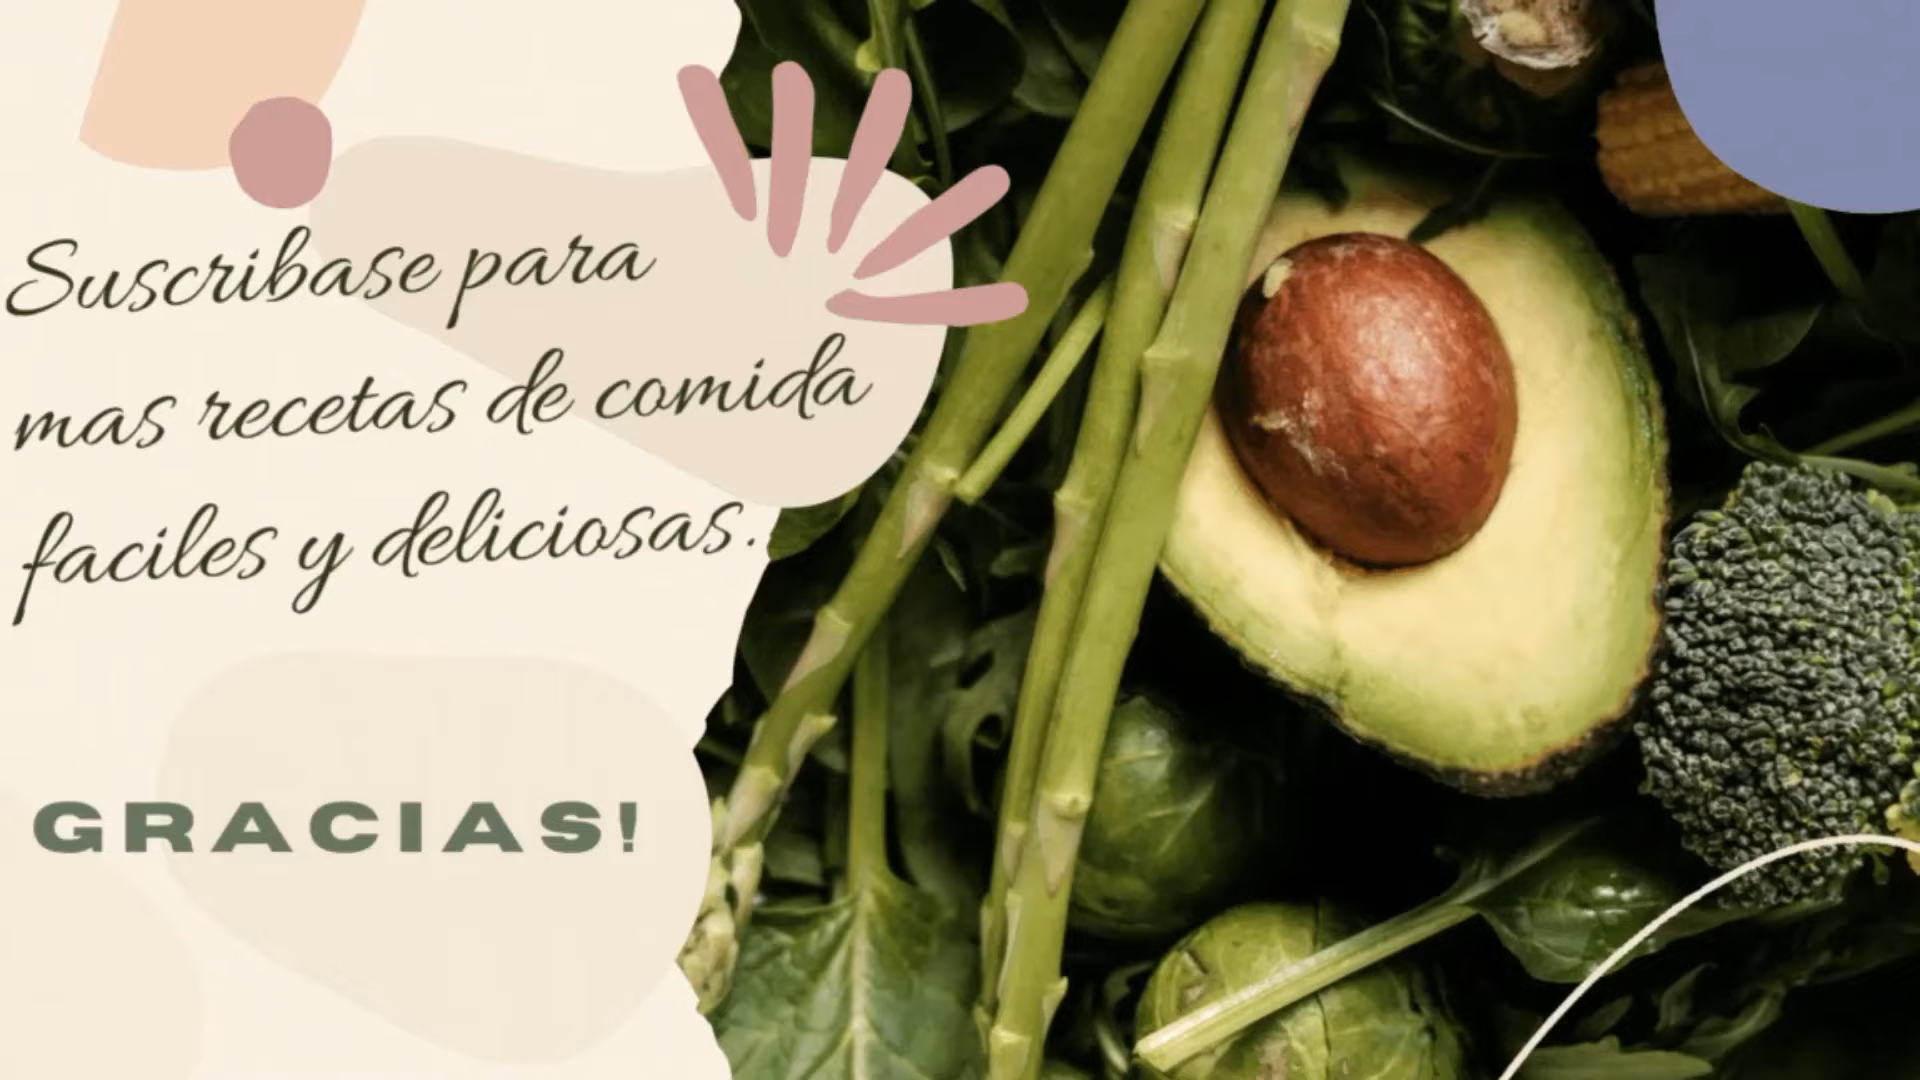 Suscribase para
mas recetas de comida
faciles y deliciosas.
GRACIAS!